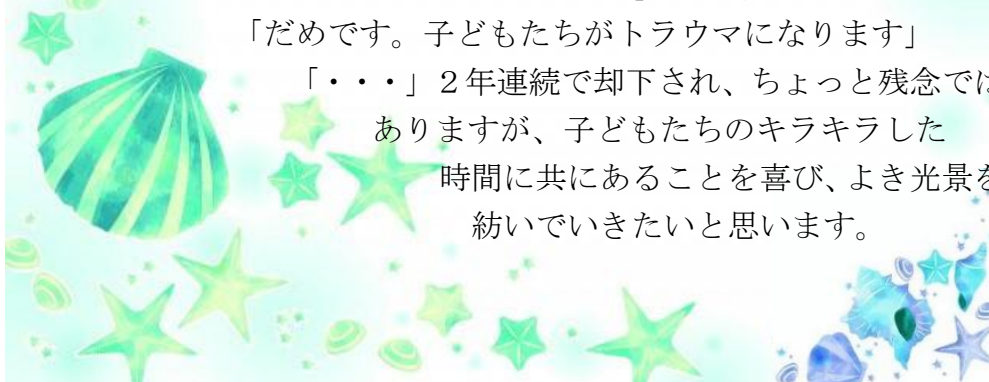 「だめです。子どもたちがトラウマになります」
「・・・」２年連続で却下され、ちょっと残念では
ありますが、子どもたちのキラキラした
時間に共にあることを喜び、よき光景を
紡いでいきたいと思います。